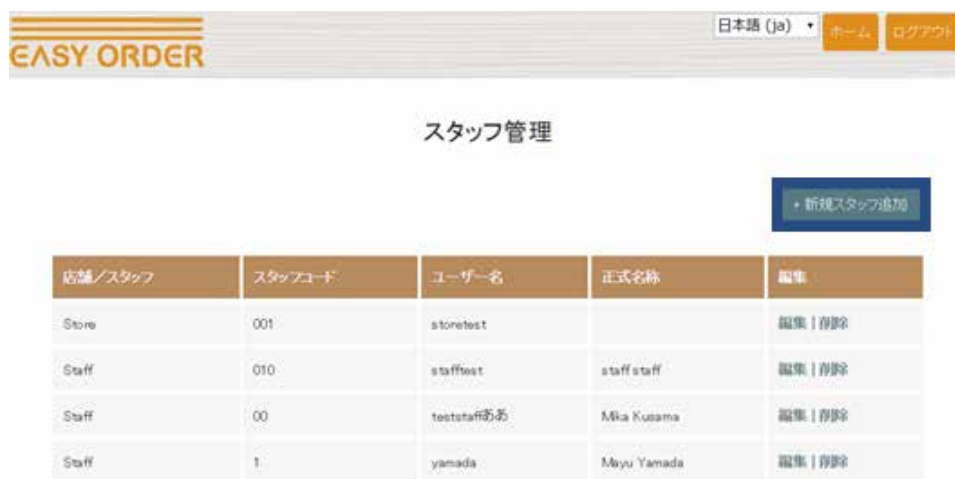 日本語 (ja)
ホーム
ログアウト
EASY ORDER
スタッフ管理
+ 新規スタッフ追加
店舗／スタッフ スタッフコード ユーザー名 正式名称 編集
Store 001 storetest 編集 | 削除
Staff 010 stafftest staff staff 編集 | 削除
Staff 00 teststaffああ Mika Kusama 編集 | 削除
Staff 1 yamada Mayu Yamada 編集 | 削除